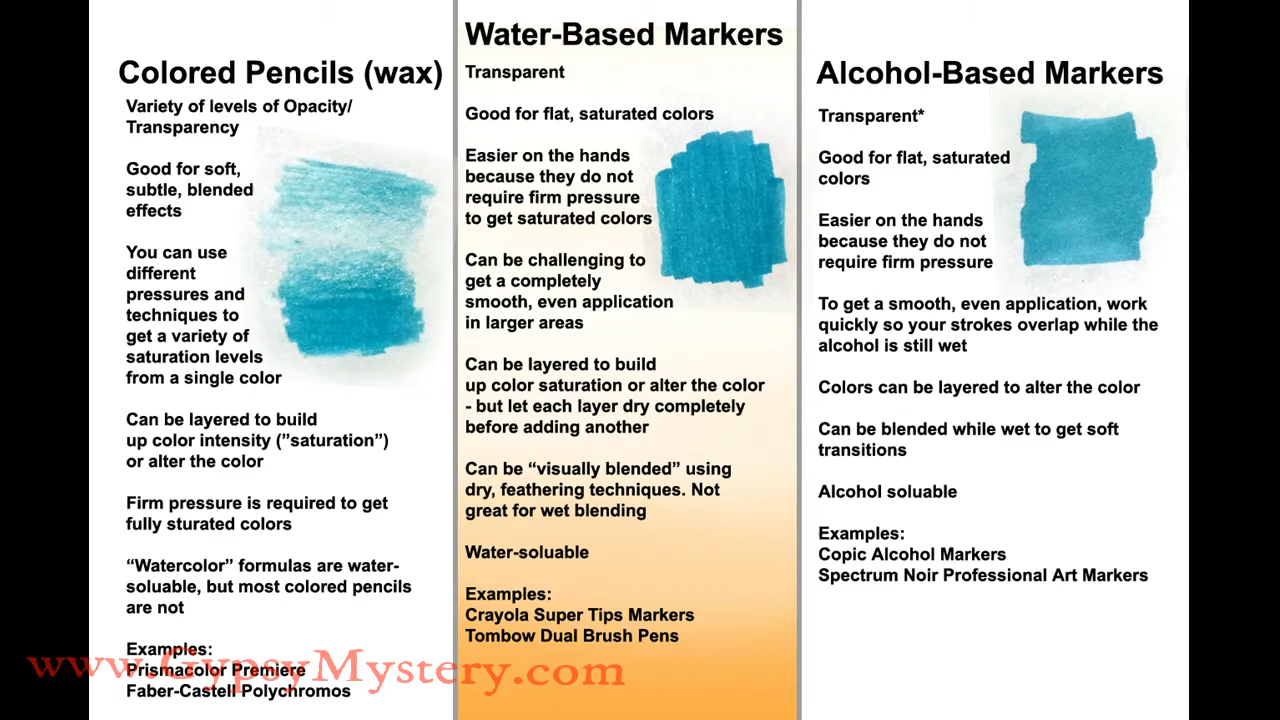 Colored Pencils (wax)
Variety of levels of Opacity/
Transparency
Good for soft,
subtle, blended
effects
You can use
different
pressures and
techniques to
get a variety of
saturation levels
from a single color
Can be layered to build
up color intensity (”saturation”)
or alter the color
Firm pressure is required to get
fully sturated colors
“Watercolor” formulas are water-
soluable, but most colored pencils
are not
Examples:
Prismacolor Premiere
Faber-Castell Polychromos
Water-Based Markers
Transparent
Good for flat, saturated colors
Easier on the hands
because they do not
require firm pressure
to get saturated colors
Can be challenging to
get a completely
smooth, even application
in larger areas
Can be layered to build
up color saturation or alter the color
- but let each layer dry completely
before adding another
Can be “visually blended” using
dry, feathering techniques. Not
great for wet blending
Water-soluable
Examples:
Crayola Super Tips Markers
Tombow Dual Brush Pens
Alcohol-Based Markers
Transparent*
Good for flat, saturated
colors
Easier on the hands
because they do not
require firm pressure
To get a smooth, even application, work
quickly so your strokes overlap while the
alcohol is still wet
Colors can be layered to alter the color
Can be blended while wet to get soft
transitions
Alcohol soluable
Examples:
Copic Alcohol Markers
Spectrum Noir Professional Art Markers
www.GypsyMystery.com